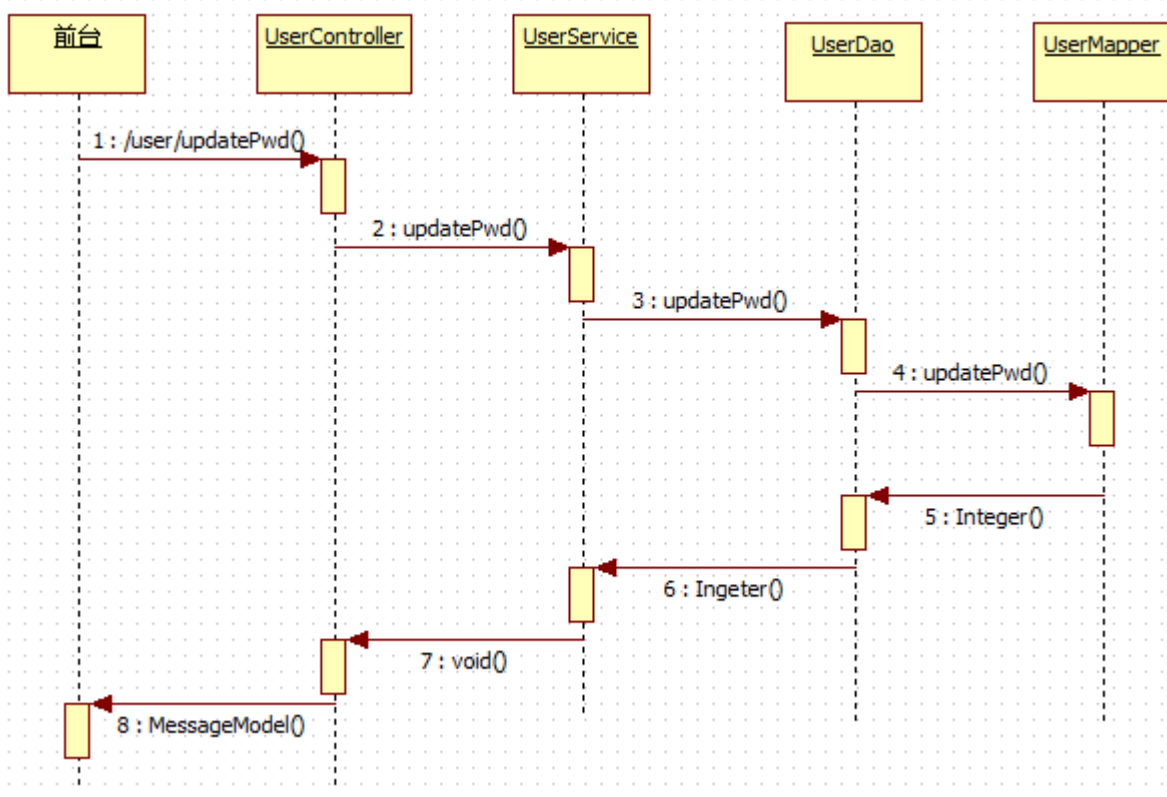 前台
UserController
UserService
UserDao
UserMapper
1 : /user/updatePwd()
2 : updatePwd()
3 : updatePwd()
4 : updatePwd()
5 : Integer()
6 : Ingeter()
7 : void()
8 : MessageModel()